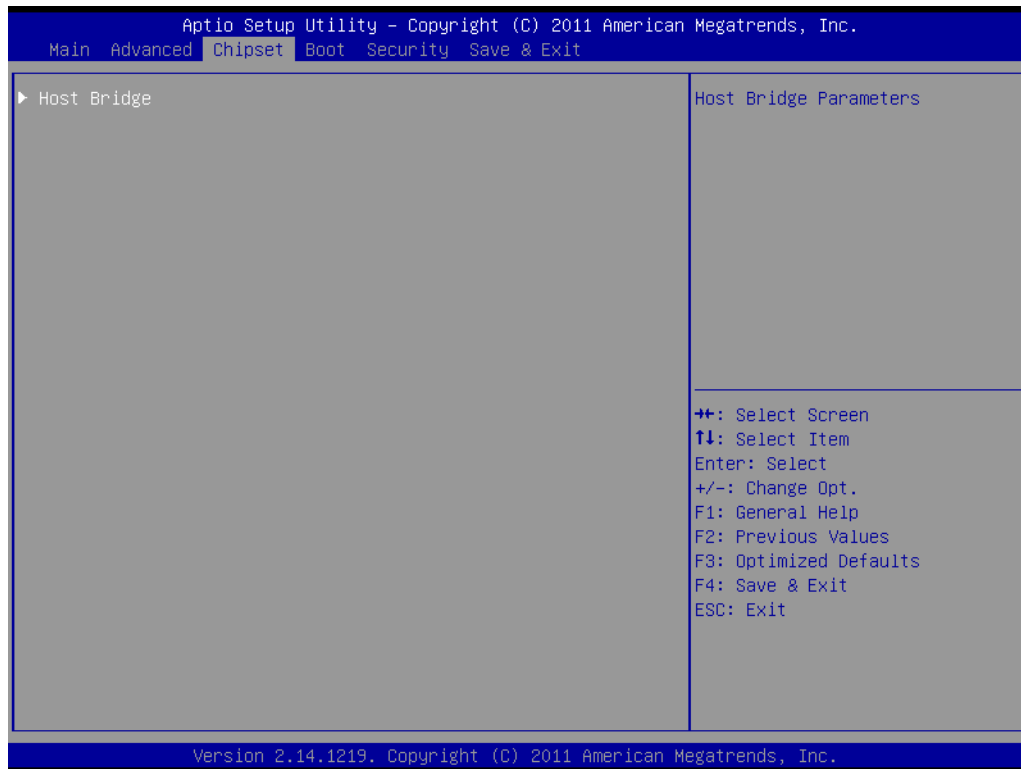 Aptio Setup Utility – Copyright (C) 2011 American Megatrends, Inc.
Main Advanced Chipset Boot Security Save & Exit
► Host Bridge
Host Bridge Parameters
→←: Select Screen
↑↓: Select Item
Enter: Select
+/-: Change Opt.
F1: General Help
F2: Previous Values
F3: Optimized Defaults
F4: Save & Exit
ESC: Exit
Version 2.14.1219. Copyright (C) 2011 American Megatrends, Inc.